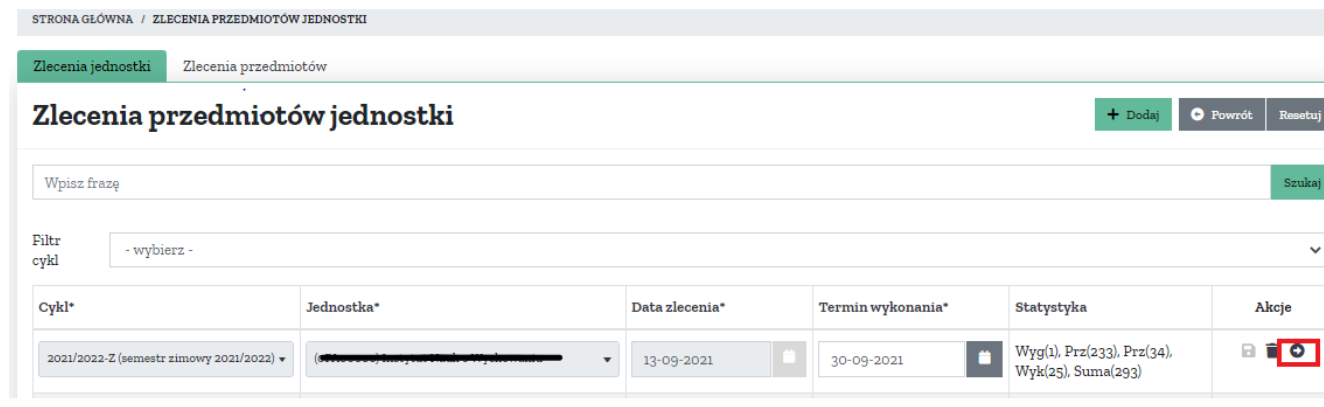 STRONA GŁÓWNA / ZLECENIA PRZEDMIOTÓW JEDNOSTKI
Zlecenia jednostki Zlecenia przedmiotów
Zlecenia przedmiotów jednostki
+ Dodaj Powrót Resetuj
Wpisz frazę Szukaj
Filtr
cykl
- wybierz -
Cykl* Jednostka* Data zlecenia* Termin wykonania* Statystyka Akcje
2021/2022-Z (semestr zimowy 2021/2022) 13-09-2021 30-09-2021 Wyg(1), Prz(233), Prz(34),
Wyk(25), Suma(293)